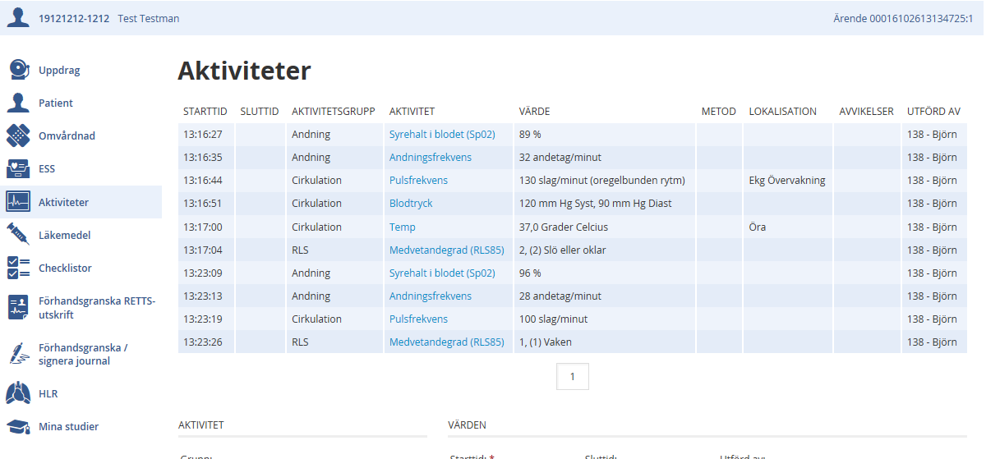 19121212-1212 Test Testman Ärende 00016102613134725:1
Uppdrag
Patient
Omvårdnad
ESS
Aktiviteter
Läkemedel
Checklistor
Förhandsgranska RETTS-
utskrift
Förhandsgranska /
signera journal
HLR
Mina studier
Aktiviteter
STARTTID SLUTTID AKTIVITETSGRUPP AKTIVITET VÄRDE METOD LOKALISATION AVVIKELSER UTFÖRD AV
13:16:27 Andning Syrehalt i blodet (Sp02) 89 % 138 - Björn
13:16:35 Andning Andningsfrekvens 32 andetag/minut 138 - Björn
13:16:44 Cirkulation Pulsfrekvens 130 slag/minut (oregelbunden rytm) Ekg Övervakning 138 - Björn
13:16:51 Cirkulation Blodtryck 120 mm Hg Syst, 90 mm Hg Diast 138 - Björn
13:17:00 Cirkulation Temp 37,0 Grader Celcius Öra 138 - Björn
13:17:04 RLS Medvetandegrad (RLS85) 2, (2) Slö eller oklar 138 - Björn
13:23:09 Andning Syrehalt i blodet (Sp02) 96 % 138 - Björn
13:23:13 Andning Andningsfrekvens 28 andetag/minut 138 - Björn
13:23:19 Cirkulation Pulsfrekvens 100 slag/minut 138 - Björn
13:23:26 RLS Medvetandegrad (RLS85) 1, (1) Vaken 138 - Björn
1
AKTIVITET VÄRDEN
Grupp: Starttid: * Sluttid: Utförd av: